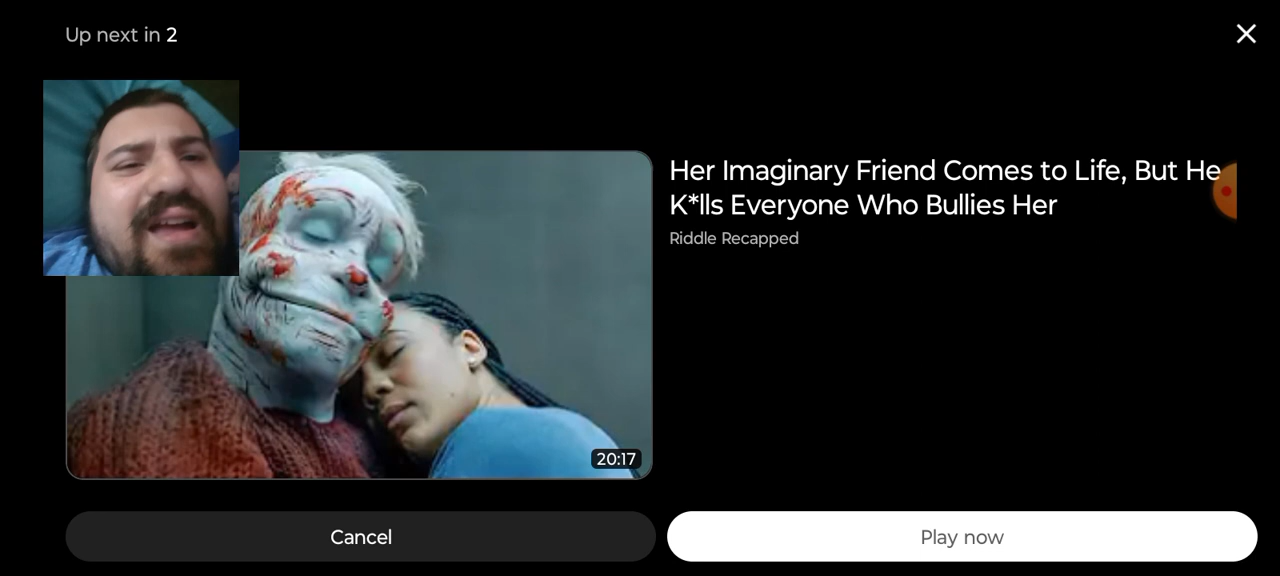 Up next in 2
Her Imaginary Friend Comes to Life, But He
K*lls Everyone Who Bullies Her
Riddle Recapped
20:17
Cancel
Play now